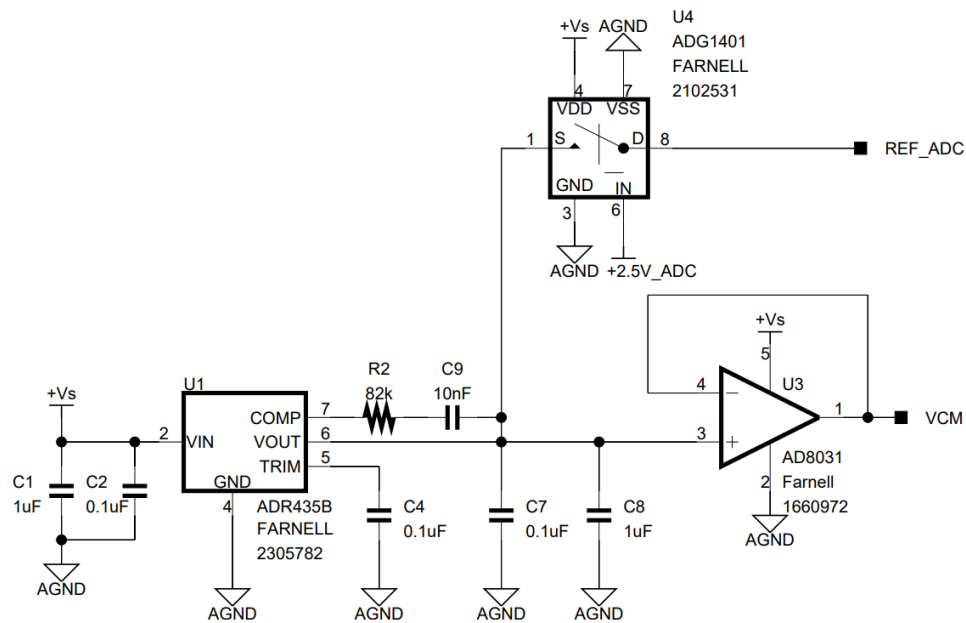 U4
ADG1401
FARNELL
2102531
+Vs
AGND
4
7
VDD
VSS
1
S
D
8
REF_ADC
GND
IN
3
6
AGND
+2.5V_ADC
+Vs
5
U3
4
1
VCM
3
AD8031
Farnell
1660972
2
AGND
R2
82k
C9
10nF
U1
+Vs
2
VIN
COMP
7
VOUT
6
TRIM
5
GND
4
ADR435B
FARNELL
2305782
C1
1uF
C2
0.1uF
C4
0.1uF
C7
0.1uF
C8
1uF
AGND
AGND
AGND
AGND
AGND